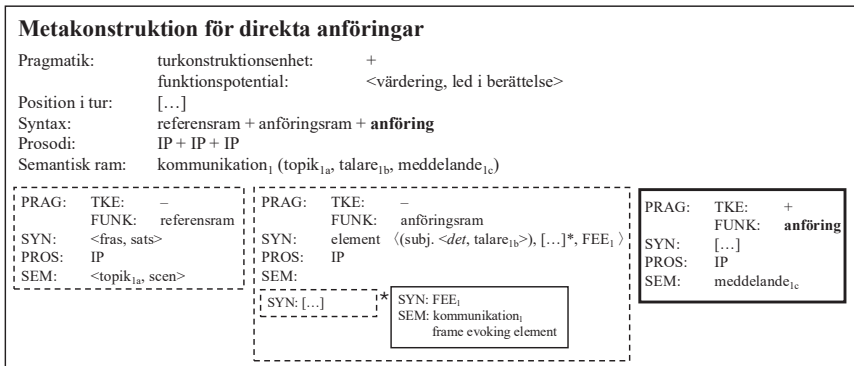 Metakonstruktion för direkta anföringar
Pragmatik: turkonstruktionsenhet: +
funktionspotential: <värdering, led i berättelse>
Position i tur: […]
Syntax: referensram + anföringsram + anföring
Prosodi: IP + IP + IP
Semantisk ram: kommunikation₁ (topik₁ₐ, talare₁b, meddelande₁c)
PRAG: TKE: –
FUNK: referensram
SYN: <fras, sats>
PROS: IP
SEM: <topik₁ₐ, scen>
PRAG: TKE: –
FUNK: anföringsram
SYN: element ⟨(subj. <det, talare₁b>), […]*, FEE₁ ⟩
PROS: IP
SEM:
SYN: […]
*
SYN: FEE₁
SEM: kommunikation₁
frame evoking element
PRAG: TKE: +
FUNK: anföring
SYN: […]
PROS: IP
SEM: meddelande₁c